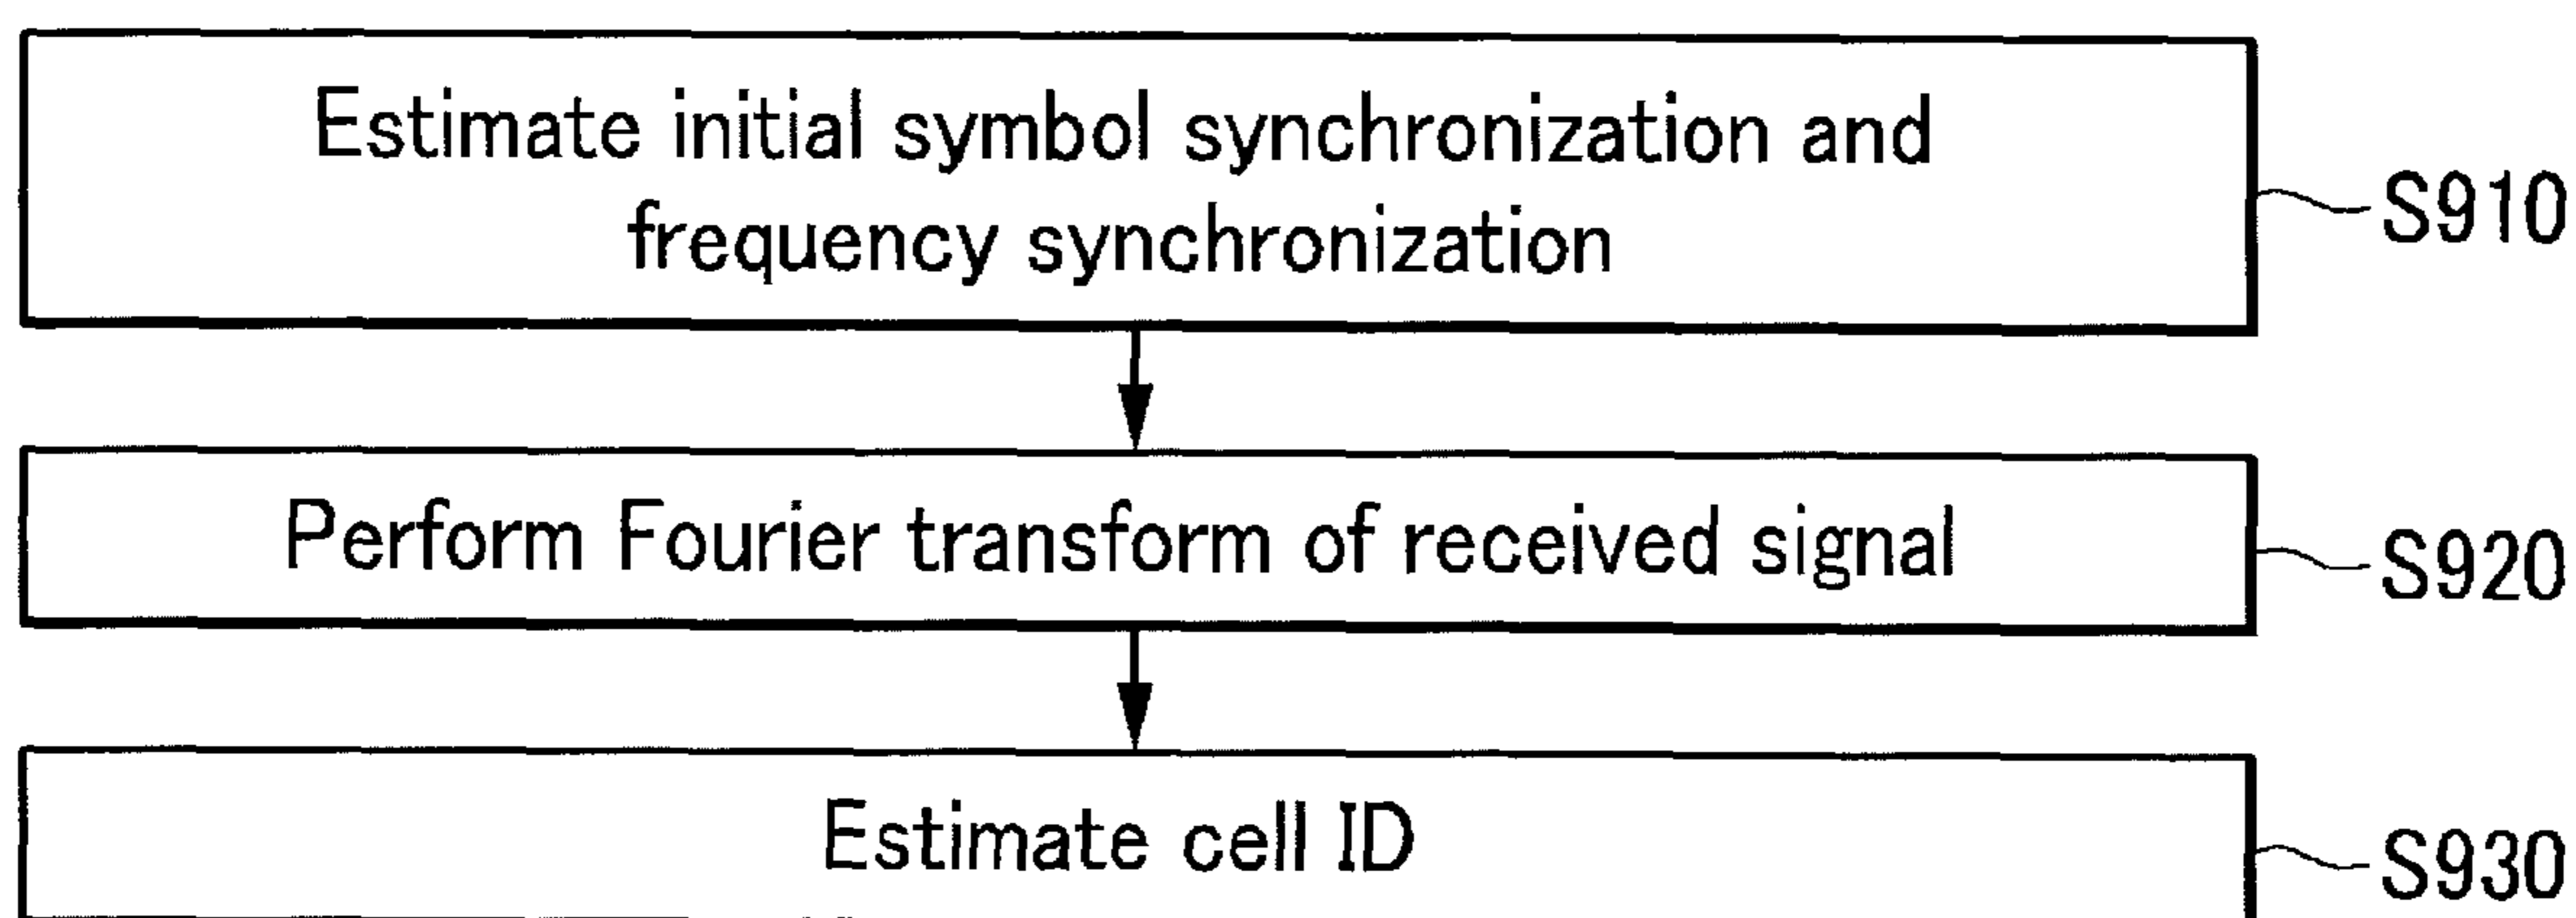 Estimate initial symbol synchronization and
frequency synchronization
S910
Perform Fourier transform of received signal
S920
Estimate cell ID
S930